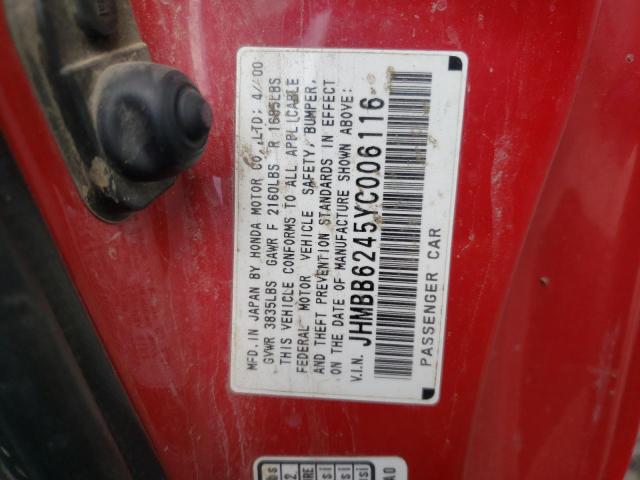 MFD.IN JAPAN BY HONDA MOTOR CO.,LTD: 4/00
GVWR 3835LBS GAWR F 2160LBS R 1685LBS
THIS VEHICLE CONFORMS TO ALL APPLICABLE
FEDERAL MOTOR VEHICLE SAFETY, BUMPER,
AND THEFT PREVENTION STANDARDS IN EFFECT
ON THE DATE OF MANUFACTURE SHOWN ABOVE:
V.I.N. JHMBB6245YC006116
PASSENGER CAR